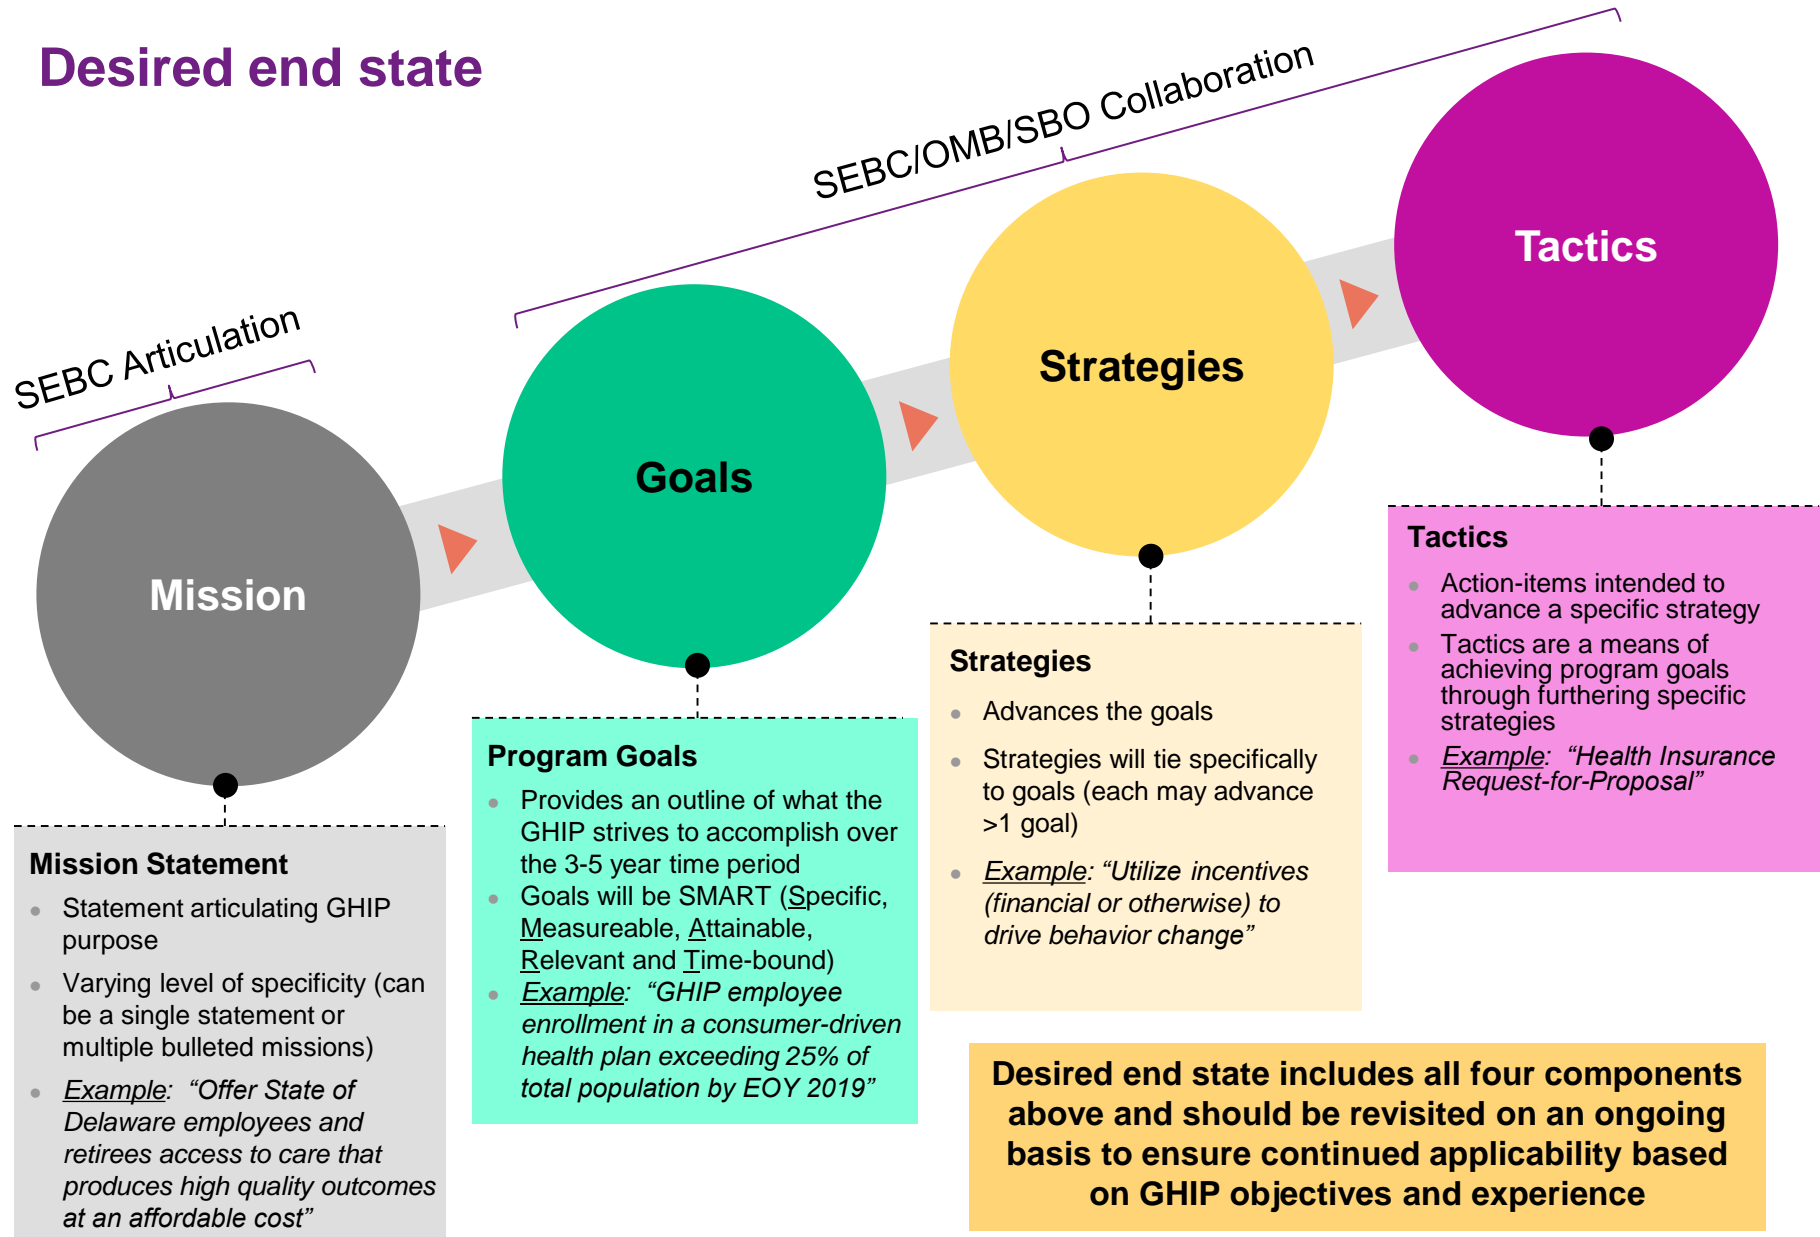 Desired end state
SEBC Articulation
SEBC/OMB/SBO Collaboration
Mission
Goals
Strategies
Tactics
Mission Statement
Statement articulating GHIP
purpose
Varying level of specificity (can
be a single statement or
multiple bulleted missions)
Example:  “Offer State of
Delaware employees and
retirees access to care that
produces high quality outcomes
at an affordable cost”
Program Goals
Provides an outline of what the
GHIP strives to accomplish over
the 3-5 year time period
Goals will be SMART (Specific,
Measureable, Attainable,
Relevant and Time-bound)
Example:  “GHIP employee
enrollment in a consumer-driven
health plan exceeding 25% of
total population by EOY 2019”
Strategies
Advances the goals
Strategies will tie specifically
to goals (each may advance
>1 goal)
Example: “Utilize incentives
(financial or otherwise) to
drive behavior change”
Tactics
Action-items intended to
advance a specific strategy
Tactics are a means of
achieving program goals
through furthering specific
strategies
Example:  “Health Insurance
Request-for-Proposal”
Desired end state includes all four components
above and should be revisited on an ongoing
basis to ensure continued applicability based
on GHIP objectives and experience